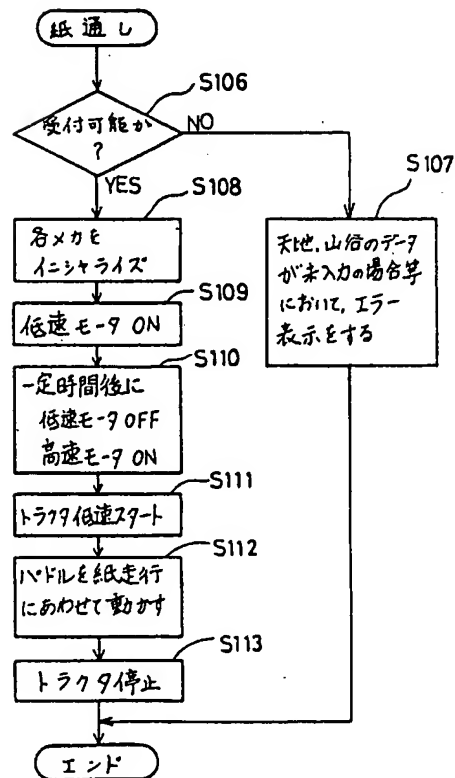 紙通し
S106
受付可能か
?
NO
YES
S107
天地、山谷のデータ
が未入力の場合等
において、エラー
表示をする
S108
各メカを
イニシャライズ
S109
低速モータ ON
S110
一定時間後に
低速モータ OFF
高速モータ ON
S111
トラクタ低速スタート
S112
パドルを紙走行
にあわせて動かす
S113
トラクタ停止
エンド